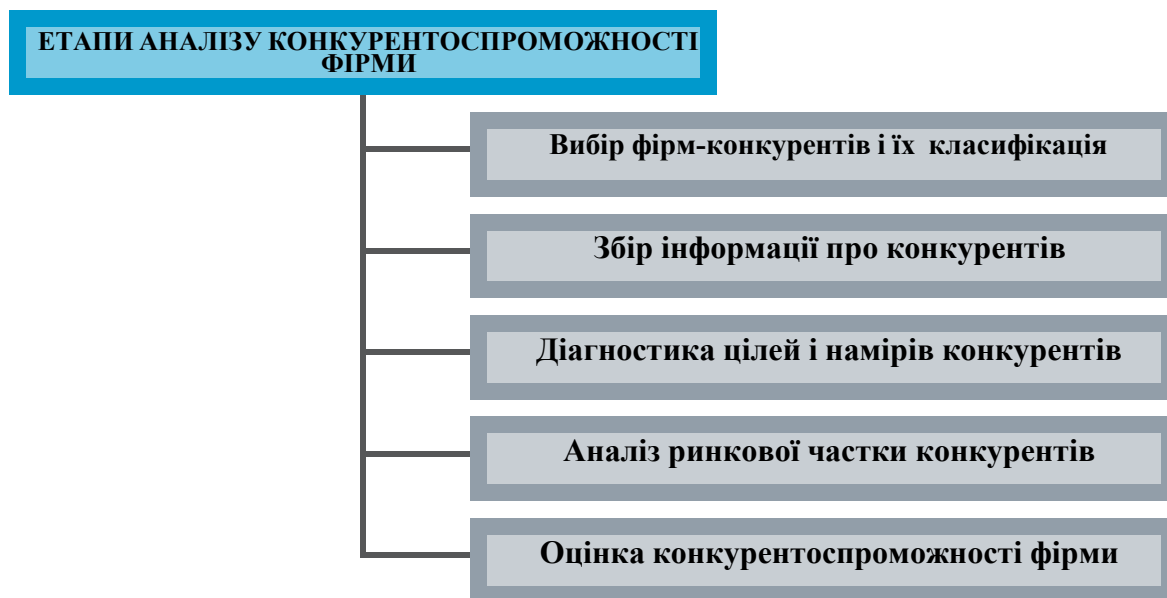 ЕТАПИ АНАЛІЗУ КОНКУРЕНТОСПРОМОЖНОСТІ
ФІРМИ
Вибір фірм-конкурентів і їх класифікація
Збір інформації про конкурентів
Діагностика цілей і намірів конкурентів
Аналіз ринкової частки конкурентів
Оцінка конкурентоспроможності фірми